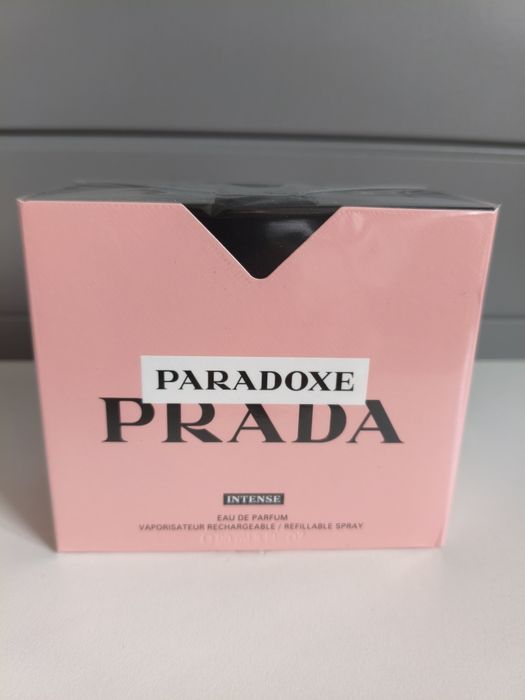 PARADOXE
PRADA
INTENSE
EAU DE PARFUM
VAPORISATEUR RECHARGEABLE / REFILLABLE SPRAY